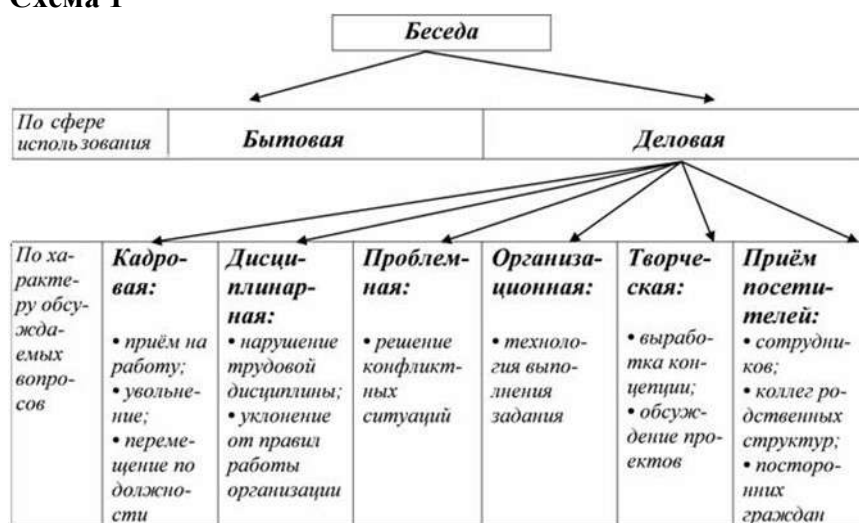 Схема 1
Беседа
По сфере
использования
Бытовая
Деловая
По ха-
ракте-
ру обсу-
ждa-
емых
вопро-
сов
Кадро-
вая:
• приём на
работу;
• увольне-
ние;
• переме-
щение по
должно-
сти
Дисци-
плинар-
ная:
• нарушение
трудовой
дисциплины;
• уклонение
от правил
работы
организации
Проблем-
ная:
• решение
конфликт-
ных
ситуаций
Организа-
ционная:
• техноло-
гия выпо-
лнения
задания
Творче-
ская:
• вырабо-
тка кон-
цепции;
• обсуж-
дение про-
ектов
Приём
посети-
телей:
• сотрудни-
ков;
• коллег ро-
дственных
структур;
• посторо-
нних
граждан